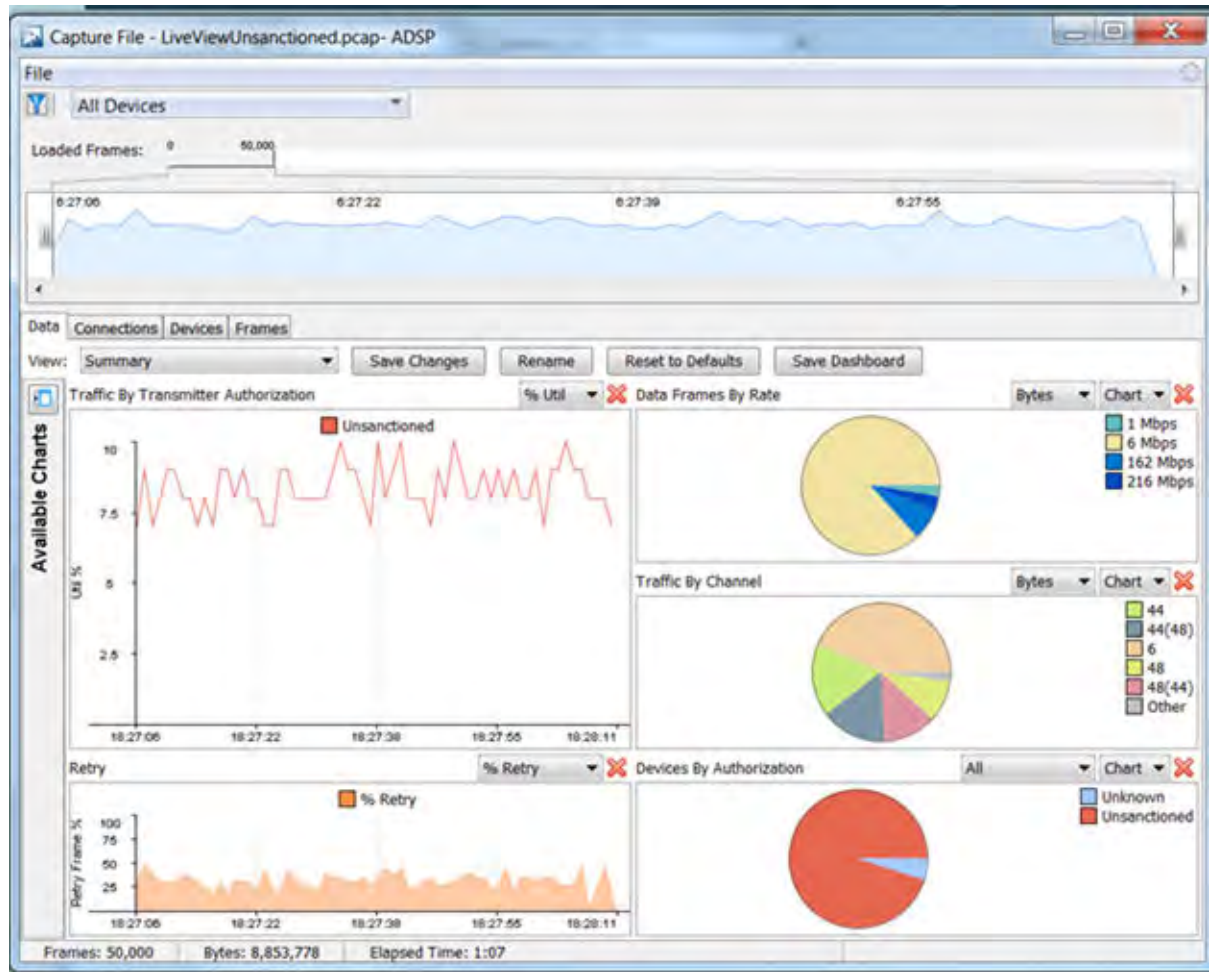 Capture File - LiveViewUnsanctioned.pcap- ADSP
File
All Devices
Loaded Frames: 0 50,000
6:27:06 6:27:22 6:27:39 6:27:55
Data Connections Devices Frames
View: Summary Save Changes Rename Reset to Defaults Save Dashboard
Available Charts
Traffic By Transmitter Authorization % Util
Unsanctioned
Util %
10
7.5
5
2.5
18:27:06 18:27:22 18:27:38 18:27:55 18:28:11
Data Frames By Rate Bytes Chart
1 Mbps
6 Mbps
162 Mbps
216 Mbps
Traffic By Channel Bytes Chart
44
44(48)
6
48
48(44)
Other
Retry % Retry
% Retry
Retry Frame %
100
75
50
25
18:27:06 18:27:22 18:27:38 18:27:55 18:28:11
Devices By Authorization All Chart
Unknown
Unsanctioned
Frames: 50,000 Bytes: 8,853,778 Elapsed Time: 1:07